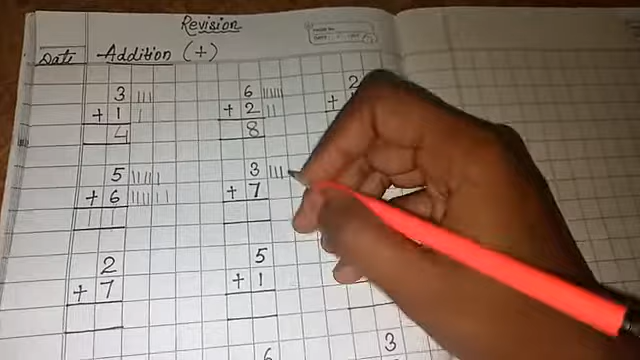 Revision
Date Addition (+)
3 6 2
+ 1 + 2 +
4 8
5 3
+ 6 + 7
11
2 5
+ 7 + 1
6 3